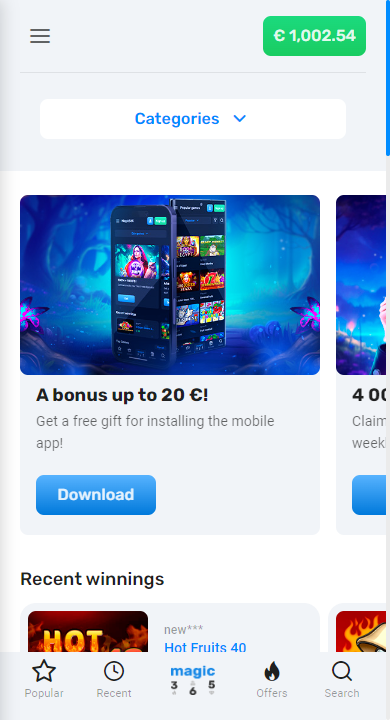 € 1,002.54
Categories
A bonus up to 20 €!
Get a free gift for installing the mobile
app!
Download
4 00
Claim
week
Recent winnings
HOT
new***
Hot Fruits 40
Popular
Recent
magic
3 6 5
Offers
Search